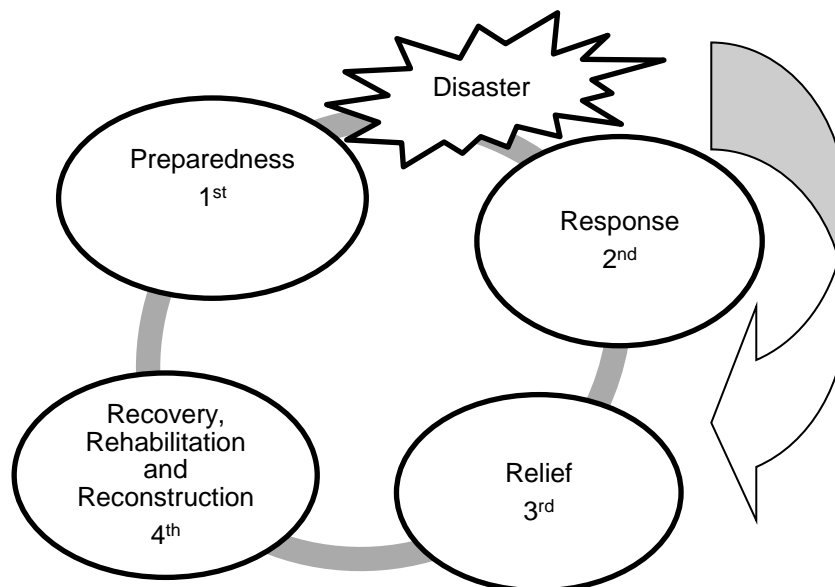 Disaster
Preparedness
1st
Response
2nd
Relief
3rd
Recovery,
Rehabilitation
and
Reconstruction
4th